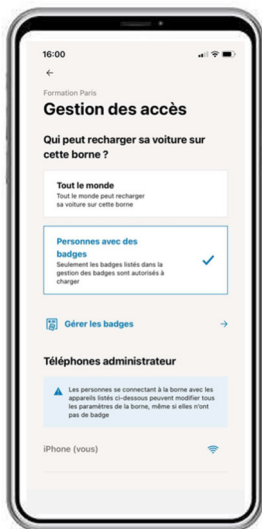 16:00
Formation Paris
Gestion des accès
Qui peut recharger sa voiture sur
cette borne ?
Tout le monde
Tout le monde peut recharger
sa voiture sur cette borne
Personnes avec des
badges
Seulement les badges listés dans la
gestion des badges sont autorisés à
charger
Gérer les badges
Téléphones administrateur
Les personnes se connectant à la borne avec les
appareils listés ci-dessous peuvent modifier tous
les paramètres de la borne, même si elles n'ont
pas de badge
iPhone (vous)